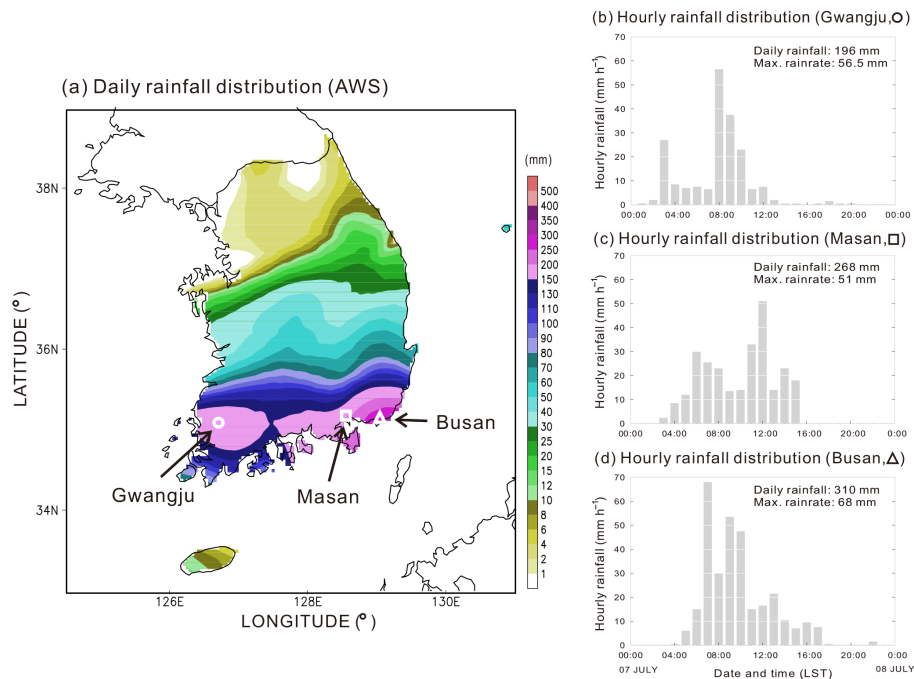 (a) Daily rainfall distribution (AWS)
LATITUDE (°)
38N
36N
34N
126E
128E
130E
LONGITUDE (°)
Gwangju
Masan
Busan
(mm)
500
400
350
300
250
200
150
130
110
100
90
80
70
60
50
40
30
25
20
15
12
10
8
6
4
2
1
(b) Hourly rainfall distribution (Gwangju,○)
Daily rainfall: 196 mm
Max. rainrate: 56.5 mm
Hourly rainfall (mm h⁻¹)
70
60
50
40
30
20
10
0
00:00 04:00 08:00 12:00 16:00 20:00 00:00
(c) Hourly rainfall distribution (Masan,□)
Daily rainfall: 268 mm
Max. rainrate: 51 mm
Hourly rainfall (mm h⁻¹)
70
60
50
40
30
20
10
0
00:00 04:00 08:00 12:00 16:00 20:00 00:00
(d) Hourly rainfall distribution (Busan,△)
Daily rainfall: 310 mm
Max. rainrate: 68 mm
Hourly rainfall (mm h⁻¹)
70
60
50
40
30
20
10
0
00:00 04:00 08:00 12:00 16:00 20:00 0:00
07 JULY
08 JULY
Date and time (LST)